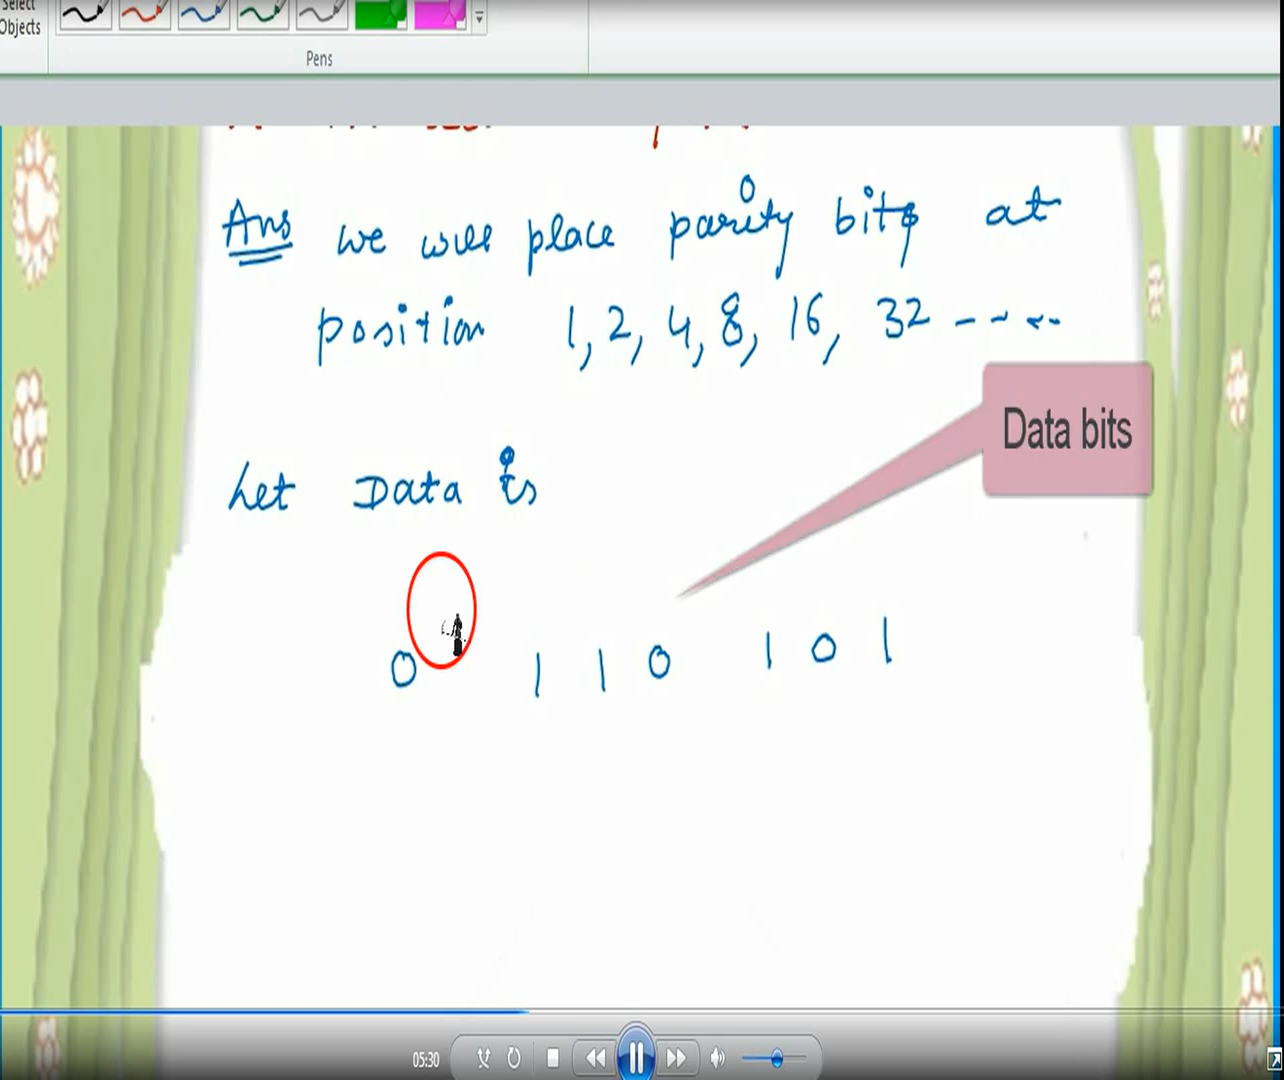 Select
Objects
Pens
Ans we will place parity bits at
position 1, 2, 4, 8, 16, 32 -----
Data bits
Let Data is
0 1 1 0 1 0 1
05:30